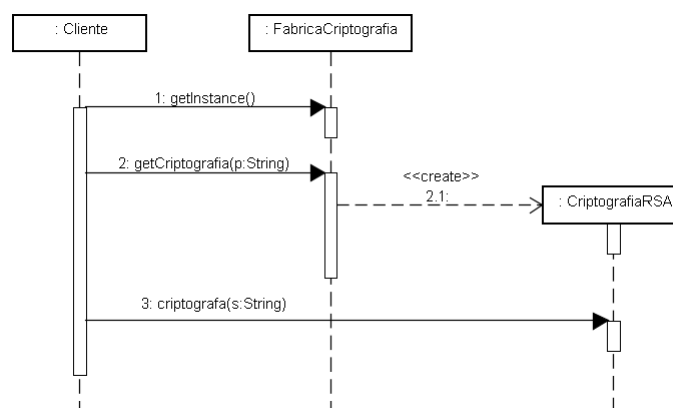 : Cliente
: FabricaCriptografia
1: getInstance()
2: getCriptografia(p:String)
<<create>>
2.1:
: CriptografiaRSA
3: criptografa(s:String)